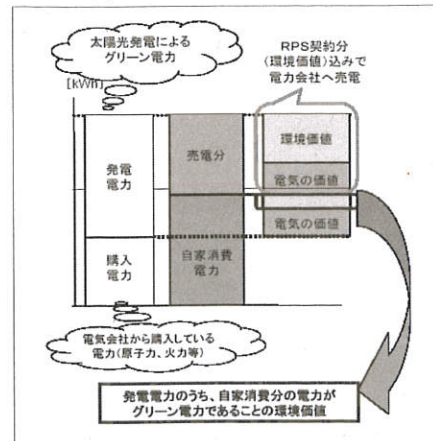 太陽光発電による
グリーン電力
RPS契約分
(環境価値)込みで
電力会社へ売電
[kWh]
発電
電力
売電分
環境価値
電気の価値
電気の価値
購入
電力
自家消費
電力
電気会社から購入している
電力(原子力、火力等)
発電電力のうち、自家消費分の電力が
グリーン電力であることの環境価値